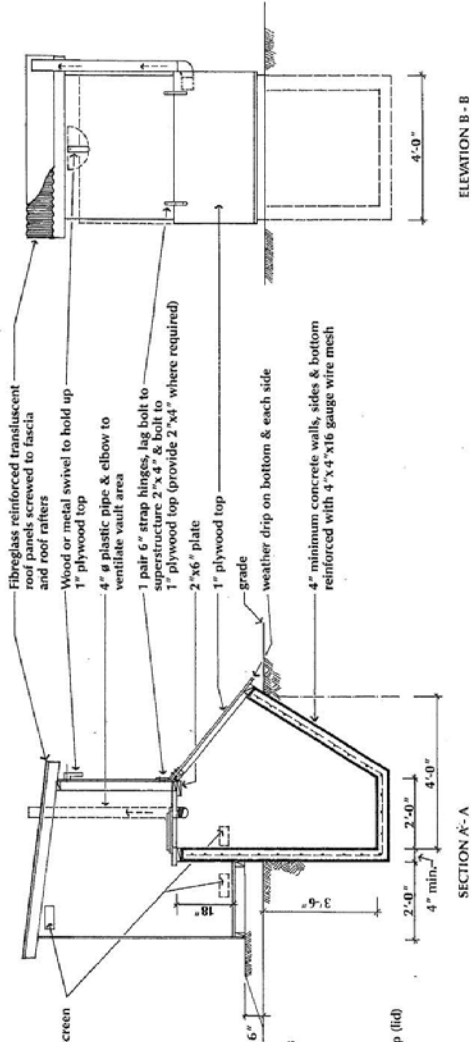 Fibreglass reinforced transluscent
roof panels screwed to fascia
and roof rafters
Wood or metal swivel to hold up
1" plywood top
4" ø plastic pipe & elbow to
ventilate vault area
1 pair 6" strap hinges, lag bolt to
superstructure 2"x 4" & bolt to
1" plywood top (provide 2"x4" where required)
2"x6" plate
1" plywood top
grade
weather drip on bottom & each side
4" minimum concrete walls, sides & bottom
reinforced with 4"x 4"x16 gauge wire mesh
creen
6"
p (lid)
18"
3'-6"
2'-0"
4" min.
2'-0"
4'-0"
SECTION A - A
4'-0"
ELEVATION B - B